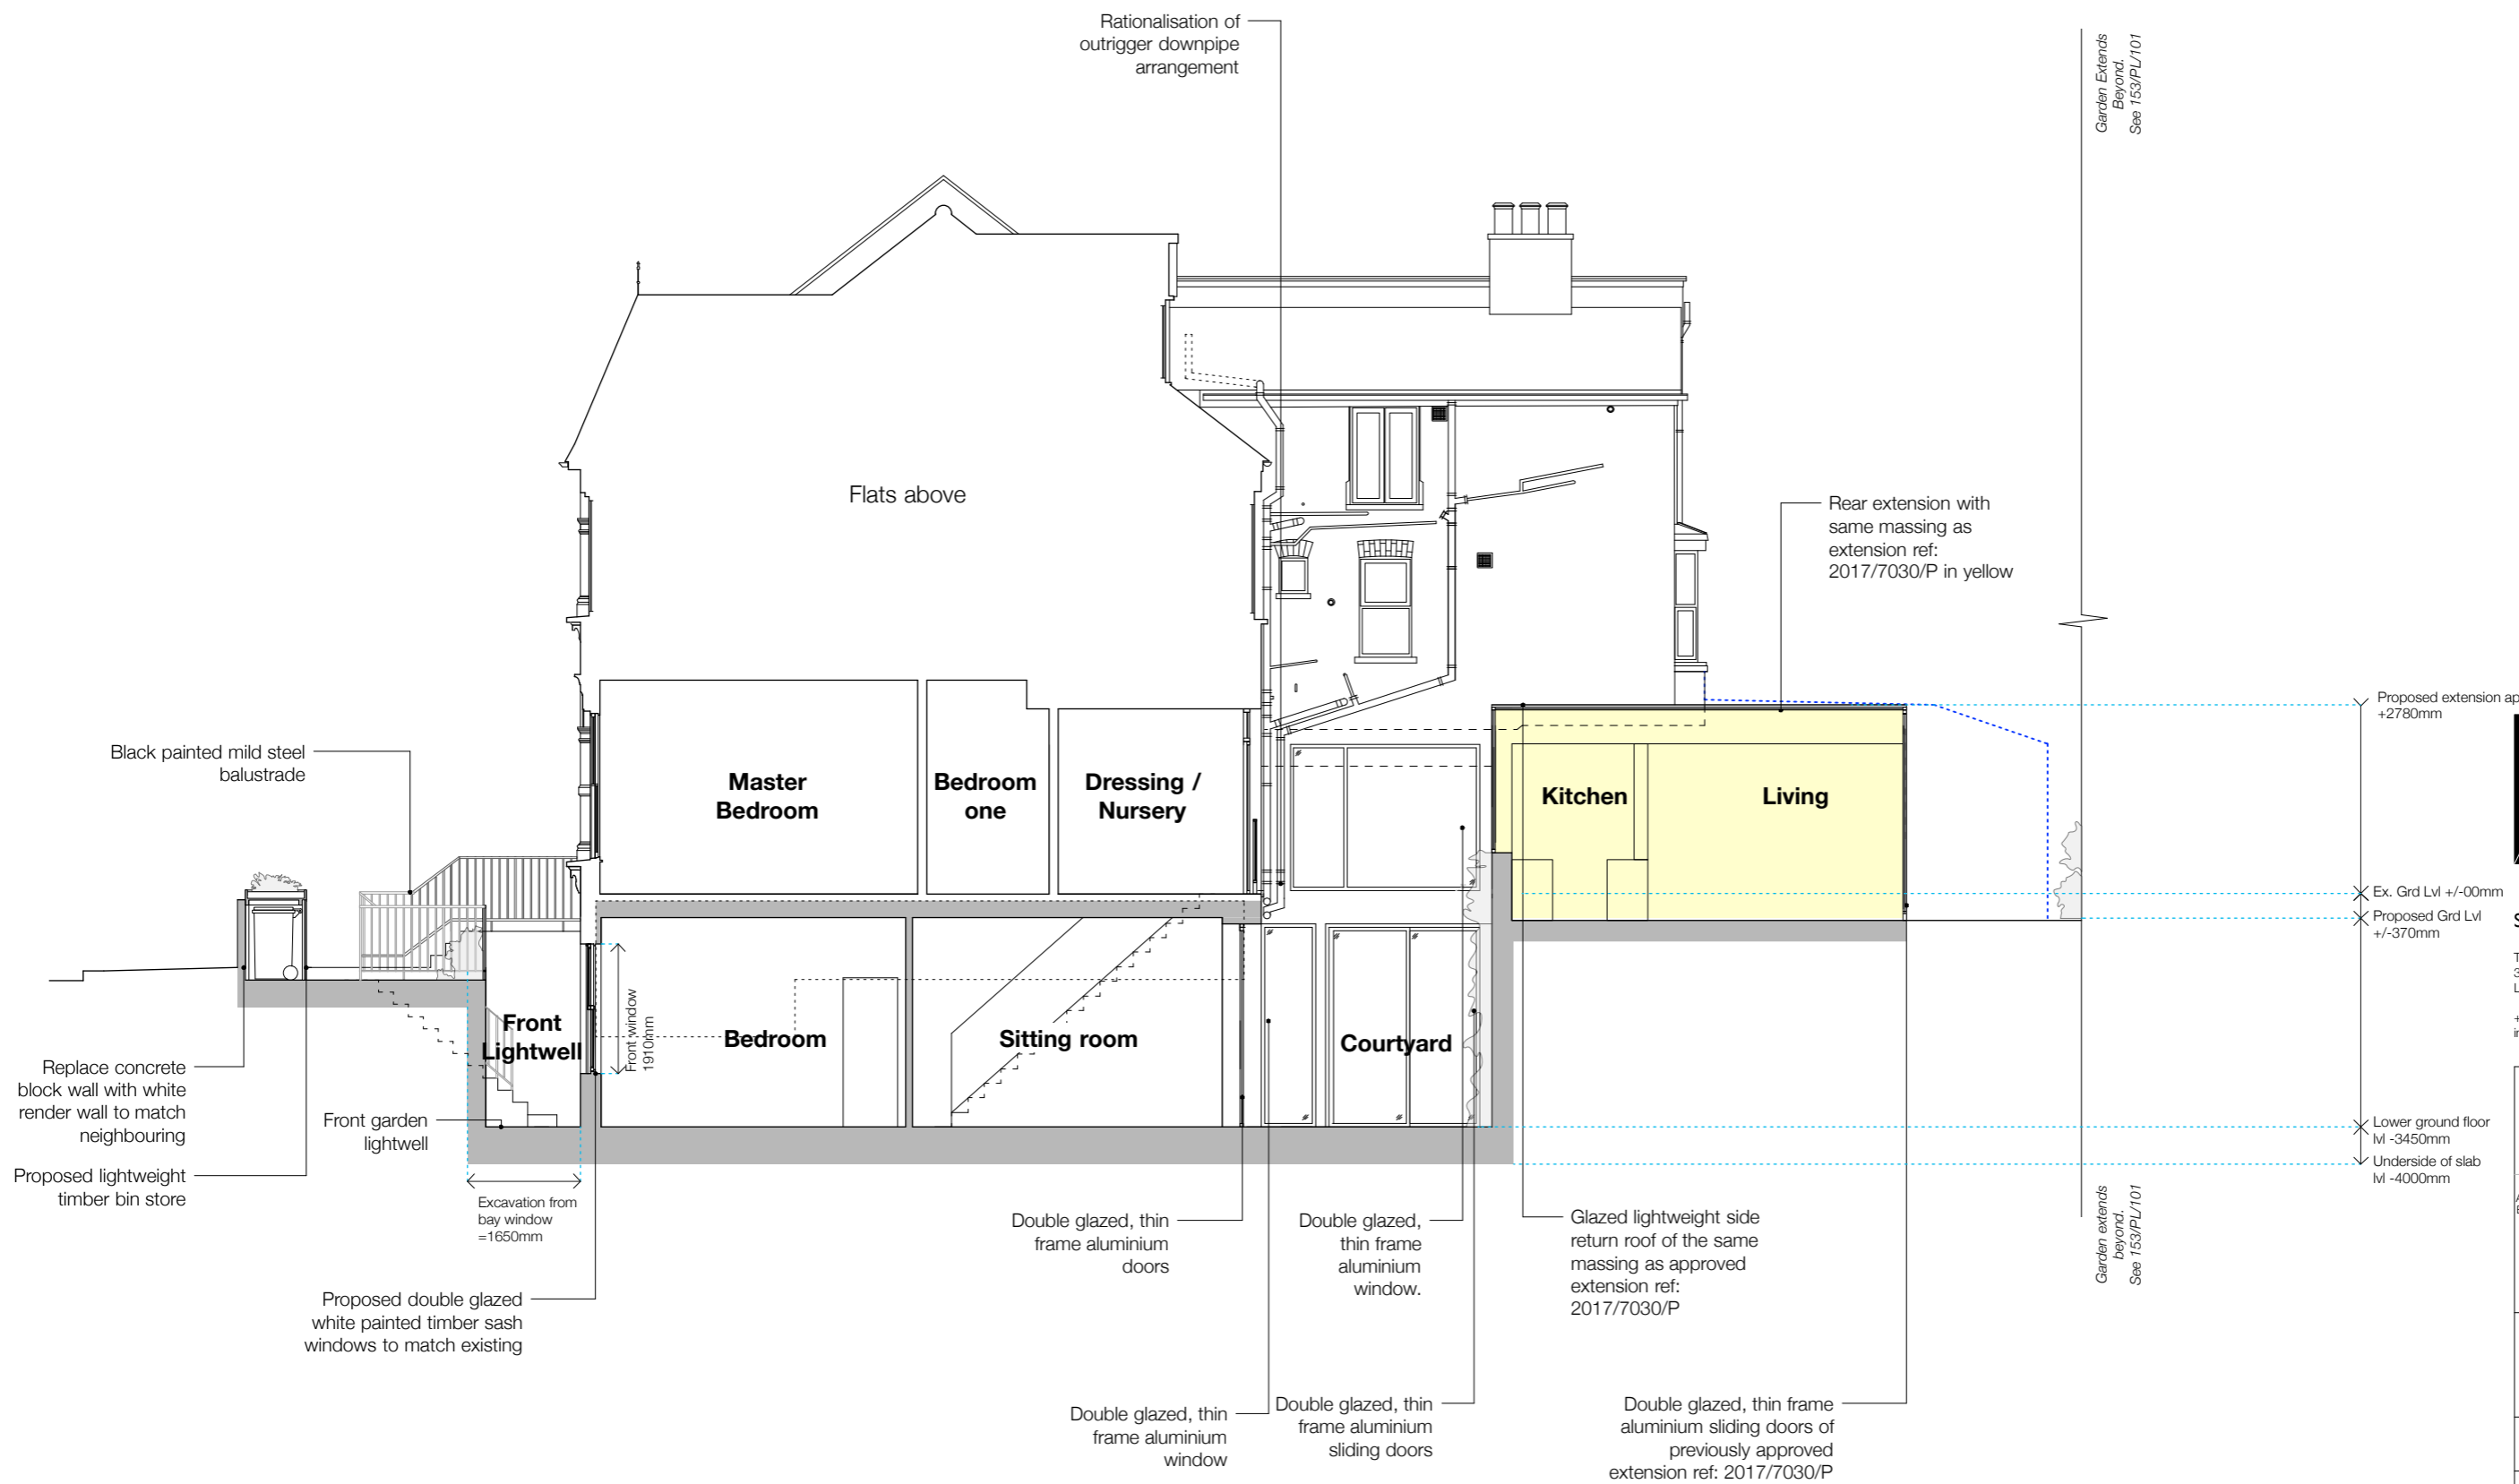 Rationalisation of
outrigger downpipe
arrangement
Garden Extends
Beyond.
See 153/PL/101
Flats above
Rear extension with
same massing as
extension ref:
2017/7030/P in yellow
Proposed extension
+2780mm
Black painted mild steel
balustrade
Master
Bedroom
Bedroom
one
Dressing /
Nursery
Kitchen
Living
Ex. Grd Lvl +/-00mm
Proposed Grd Lvl
+/-370mm
Front
Lightwell
Front window
1910mm
Bedroom
Sitting room
Courtyard
Replace concrete
block wall with white
render wall to match
neighbouring
Front garden
lightwell
Lower ground floor
lvl -3450mm
Underside of slab
lvl -4000mm
Proposed lightweight
timber bin store
Excavation from
bay window
=1650mm
Double glazed, thin
frame aluminium
doors
Double glazed,
thin frame
aluminium
window.
Glazed lightweight side
return roof of the same
massing as approved
extension ref:
2017/7030/P
Garden extends
beyond.
See 153/PL/101
Proposed double glazed
white painted timber sash
windows to match existing
Double glazed, thin
frame aluminium
window
Double glazed, thin
frame aluminium
sliding doors
Double glazed, thin frame
aluminium sliding doors of
previously approved
extension ref: 2017/7030/P